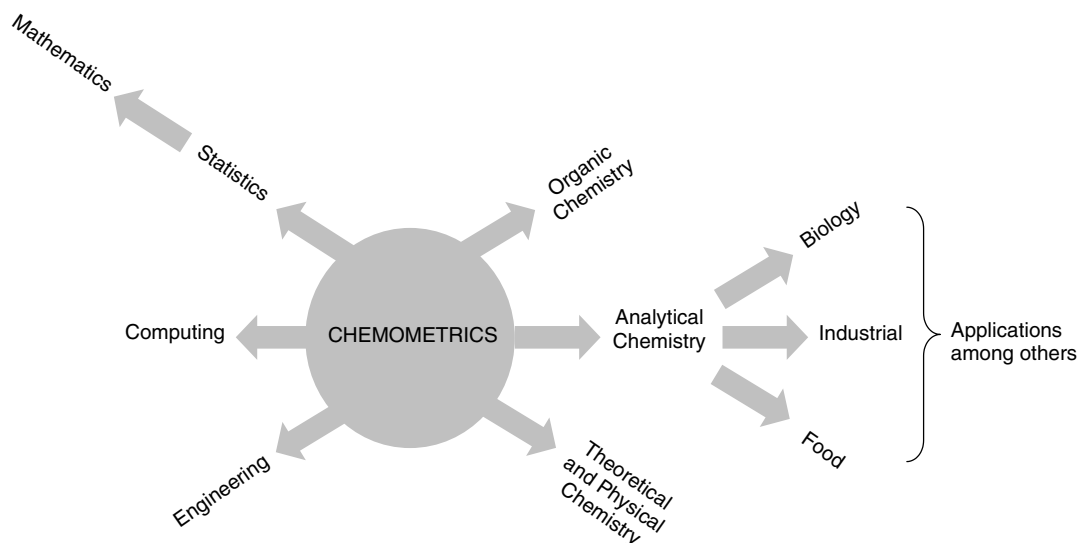 Mathematics
Statistics
Organic
Chemistry
Biology
Computing
CHEMOMETRICS
Analytical
Chemistry
Industrial
Applications
among others
Engineering
Theoretical
and Physical
Chemistry
Food